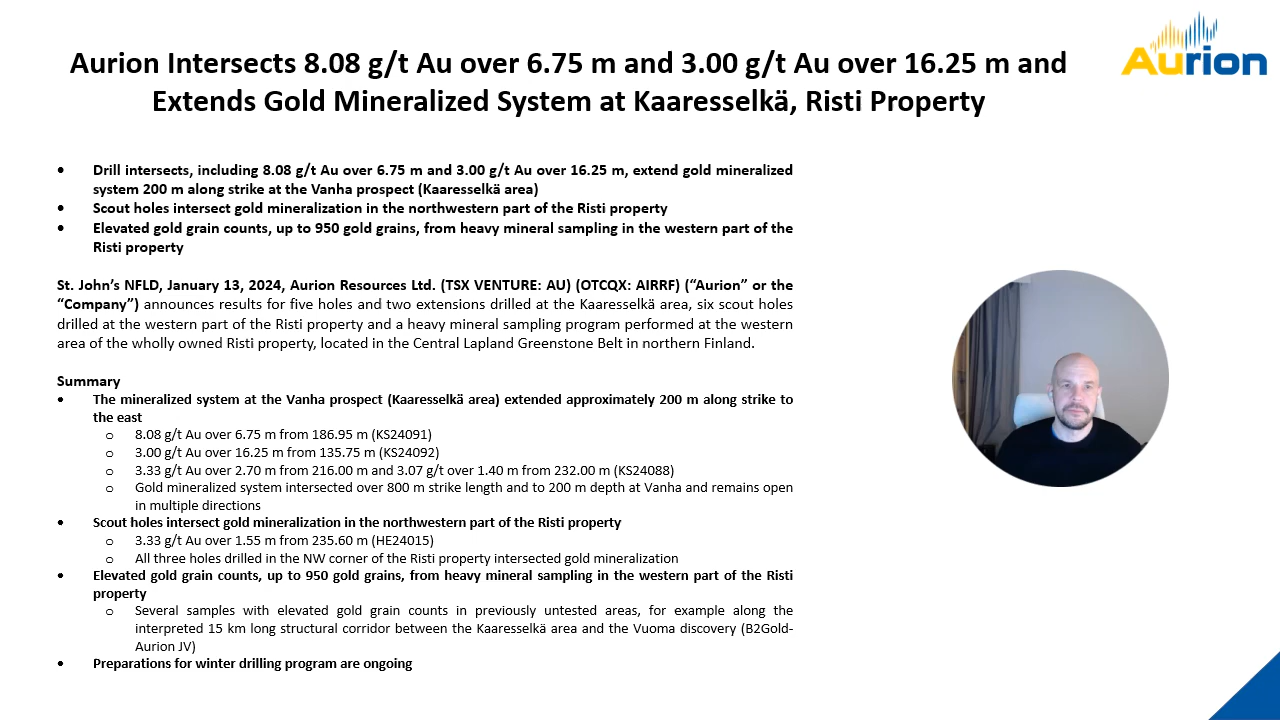 Aurion Intersects 8.08 g/t Au over 6.75 m and 3.00 g/t Au over 16.25 m and
Extends Gold Mineralized System at Kaaresselkä, Risti Property
Aurion
• Drill intersects, including 8.08 g/t Au over 6.75 m and 3.00 g/t Au over 16.25 m, extend gold mineralized
system 200 m along strike at the Vanha prospect (Kaaresselkä area)
• Scout holes intersect gold mineralization in the northwestern part of the Risti property
• Elevated gold grain counts, up to 950 gold grains, from heavy mineral sampling in the western part of the
Risti property
St. John's NFLD, January 13, 2024, Aurion Resources Ltd. (TSX VENTURE: AU) (OTCQX: AIRRF) (“Aurion” or the
“Company”) announces results for five holes and two extensions drilled at the Kaaresselkä area, six scout holes
drilled at the western part of the Risti property and a heavy mineral sampling program performed at the western
area of the wholly owned Risti property, located in the Central Lapland Greenstone Belt in northern Finland.
Summary
• The mineralized system at the Vanha prospect (Kaaresselkä area) extended approximately 200 m along strike to
the east
o 8.08 g/t Au over 6.75 m from 186.95 m (KS24091)
o 3.00 g/t Au over 16.25 m from 135.75 m (KS24092)
o 3.33 g/t Au over 2.70 m from 216.00 m and 3.07 g/t over 1.40 m from 232.00 m (KS24088)
o Gold mineralized system intersected over 800 m strike length and to 200 m depth at Vanha and remains open
in multiple directions
• Scout holes intersect gold mineralization in the northwestern part of the Risti property
o 3.33 g/t Au over 1.55 m from 235.60 m (HE24015)
o All three holes drilled in the NW corner of the Risti property intersected gold mineralization
• Elevated gold grain counts, up to 950 gold grains, from heavy mineral sampling in the western part of the Risti
property
o Several samples with elevated gold grain counts in previously untested areas, for example along the
interpreted 15 km long structural corridor between the Kaaresselkä area and the Vuoma discovery (B2Gold-
Aurion JV)
• Preparations for winter drilling program are ongoing